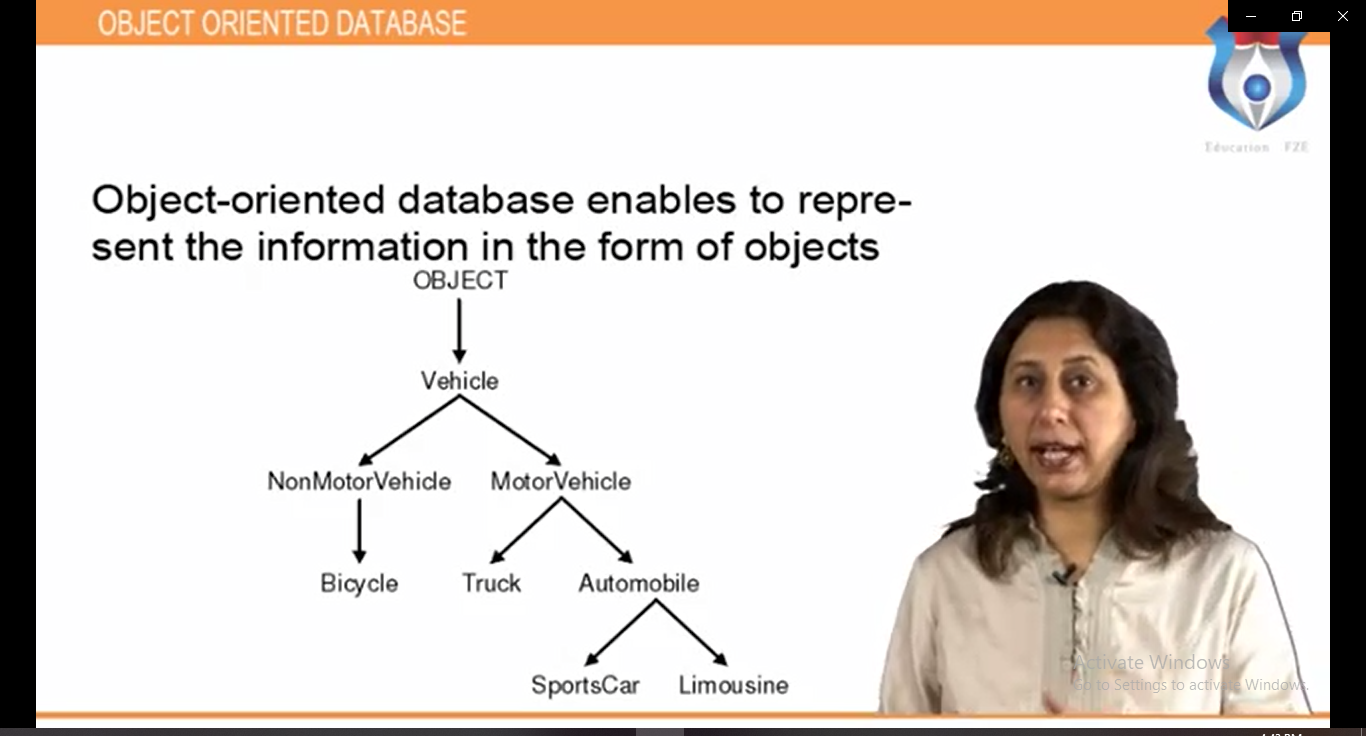 OBJECT ORIENTED DATABASE
Education FZE
Object-oriented database enables to repre-
sent the information in the form of objects
OBJECT
Vehicle
NonMotorVehicle MotorVehicle
Bicycle Truck Automobile
SportsCar Limousine
Activate Windows
Go to Settings to activate Windows.